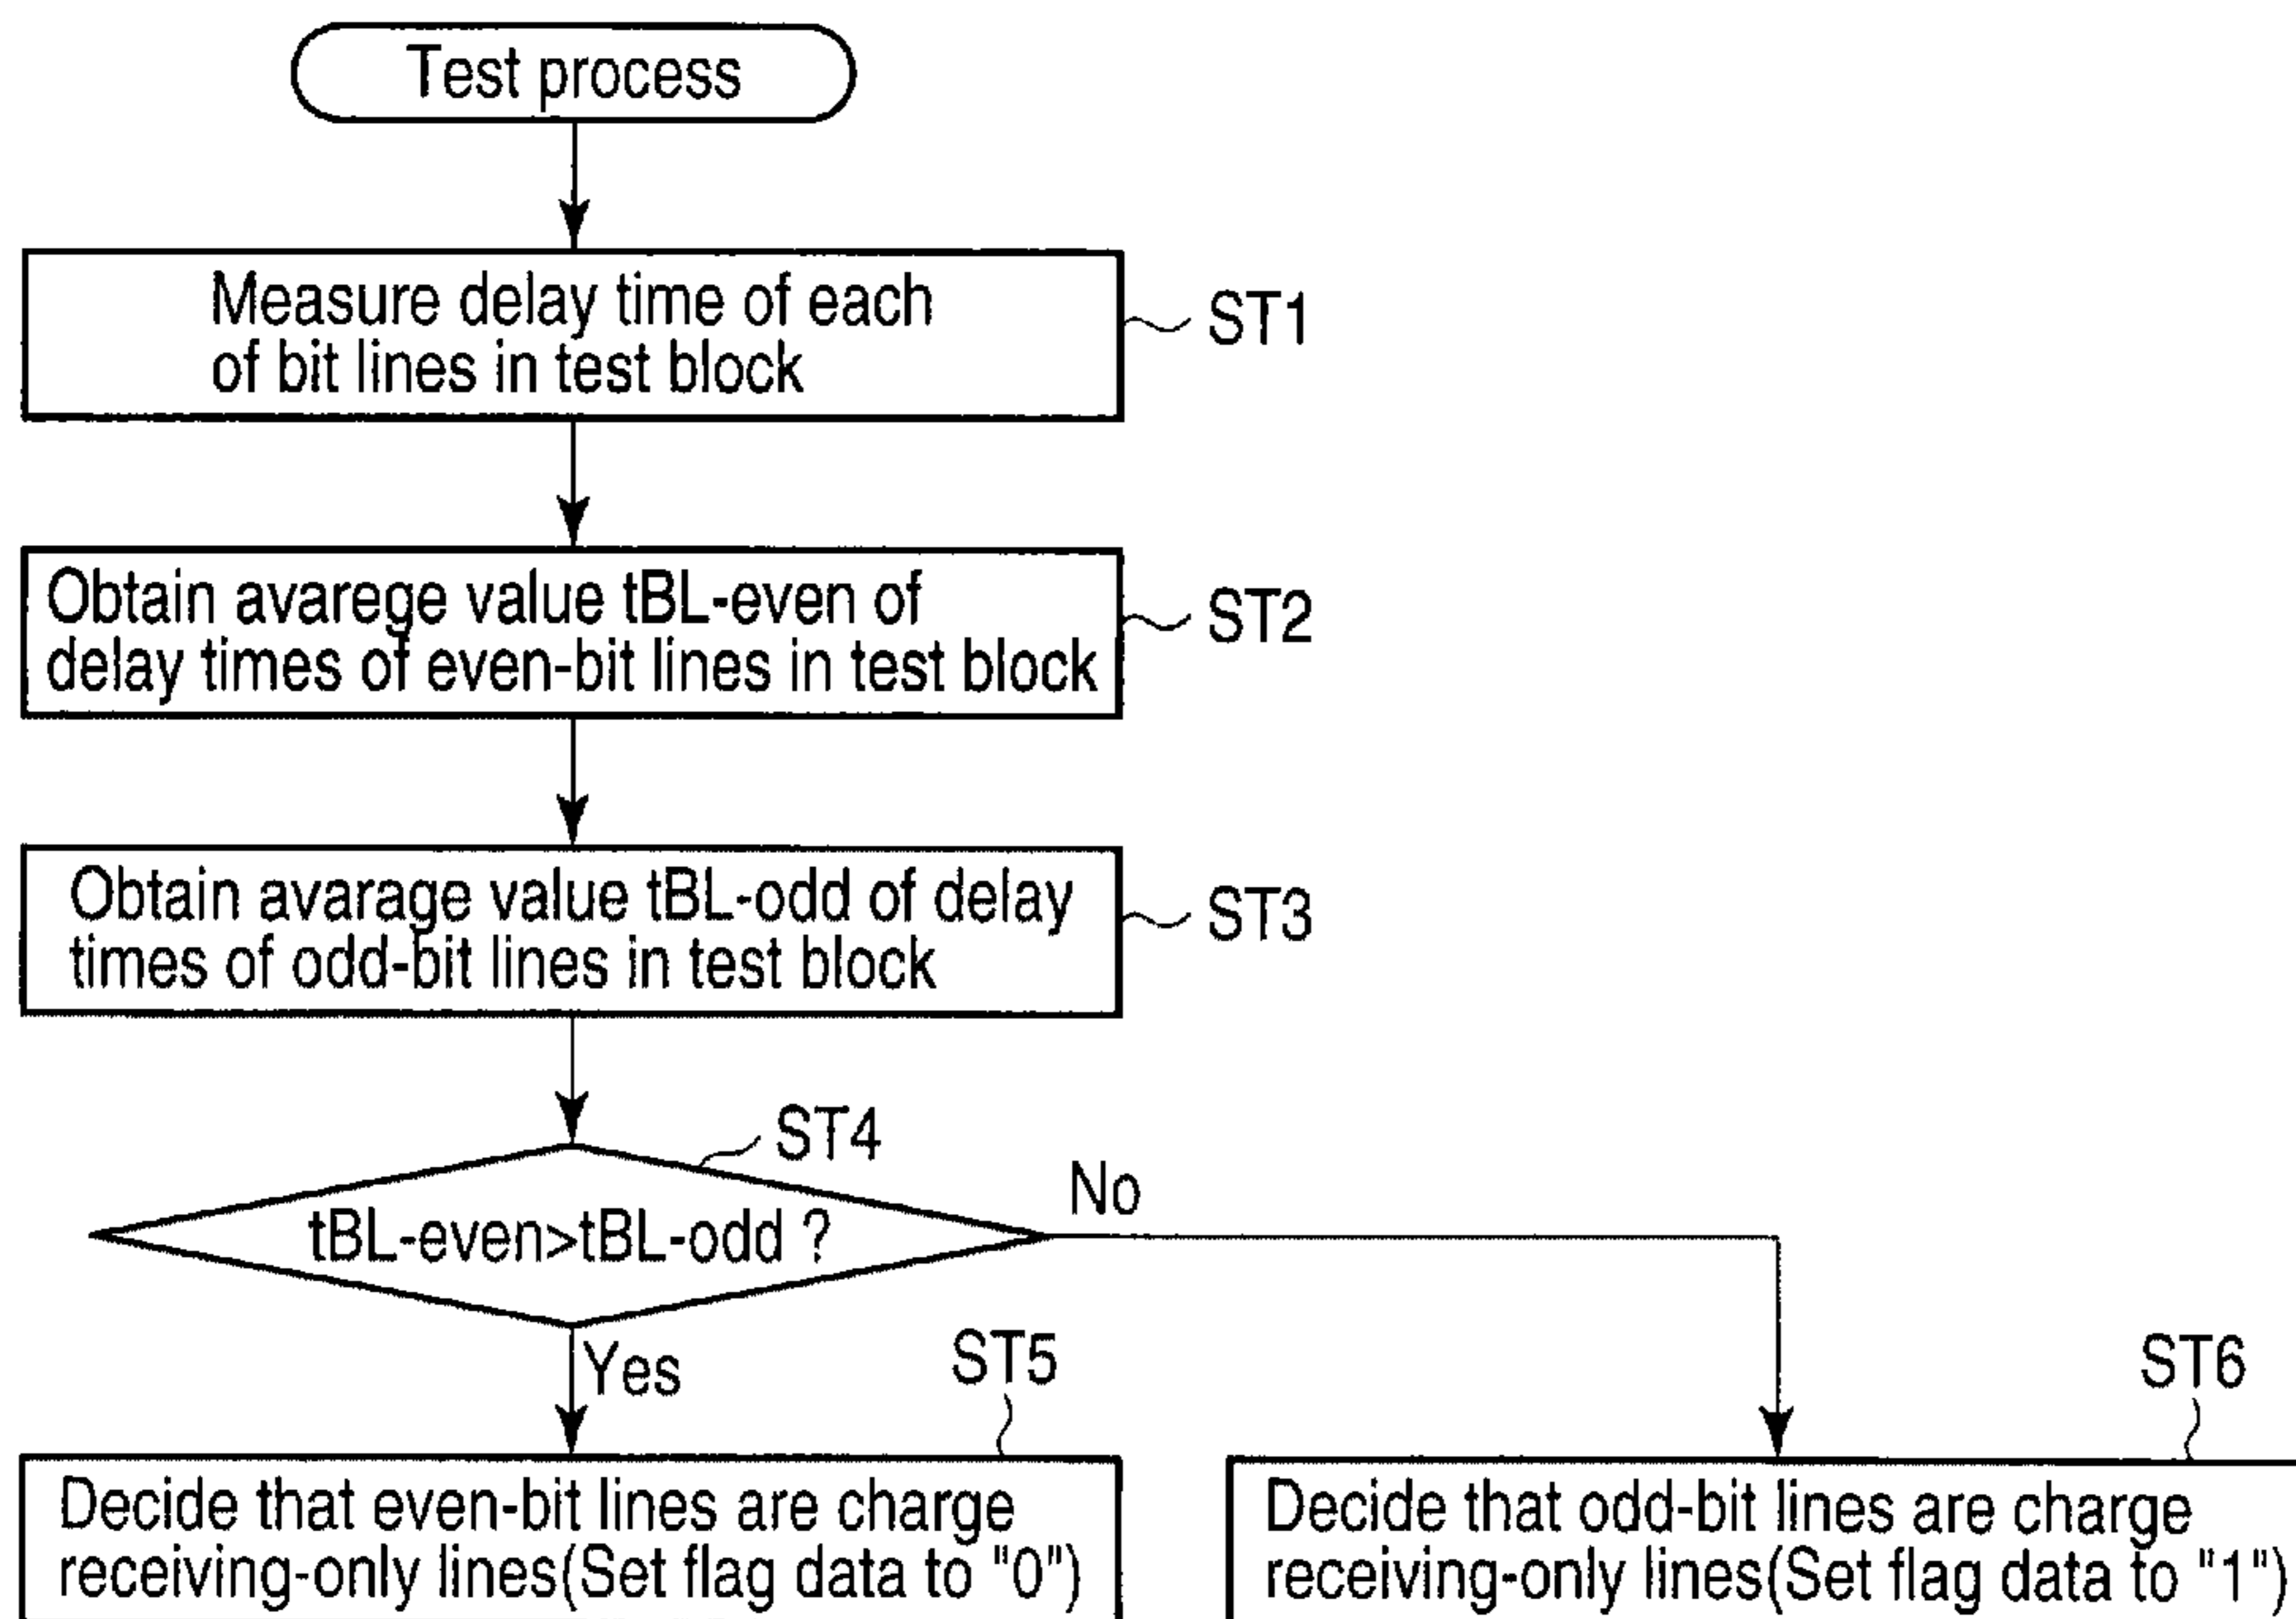 Test process
Measure delay time of each
of bit lines in test block
ST1
Obtain avarege value tBL-even of
delay times of even-bit lines in test block
ST2
Obtain avarage value tBL-odd of delay
times of odd-bit lines in test block
ST3
ST4
tBL-even>tBL-odd ?
No
Yes
ST5
Decide that even-bit lines are charge
receiving-only lines(Set flag data to "0")
ST6
Decide that odd-bit lines are charge
receiving-only lines(Set flag data to "1")